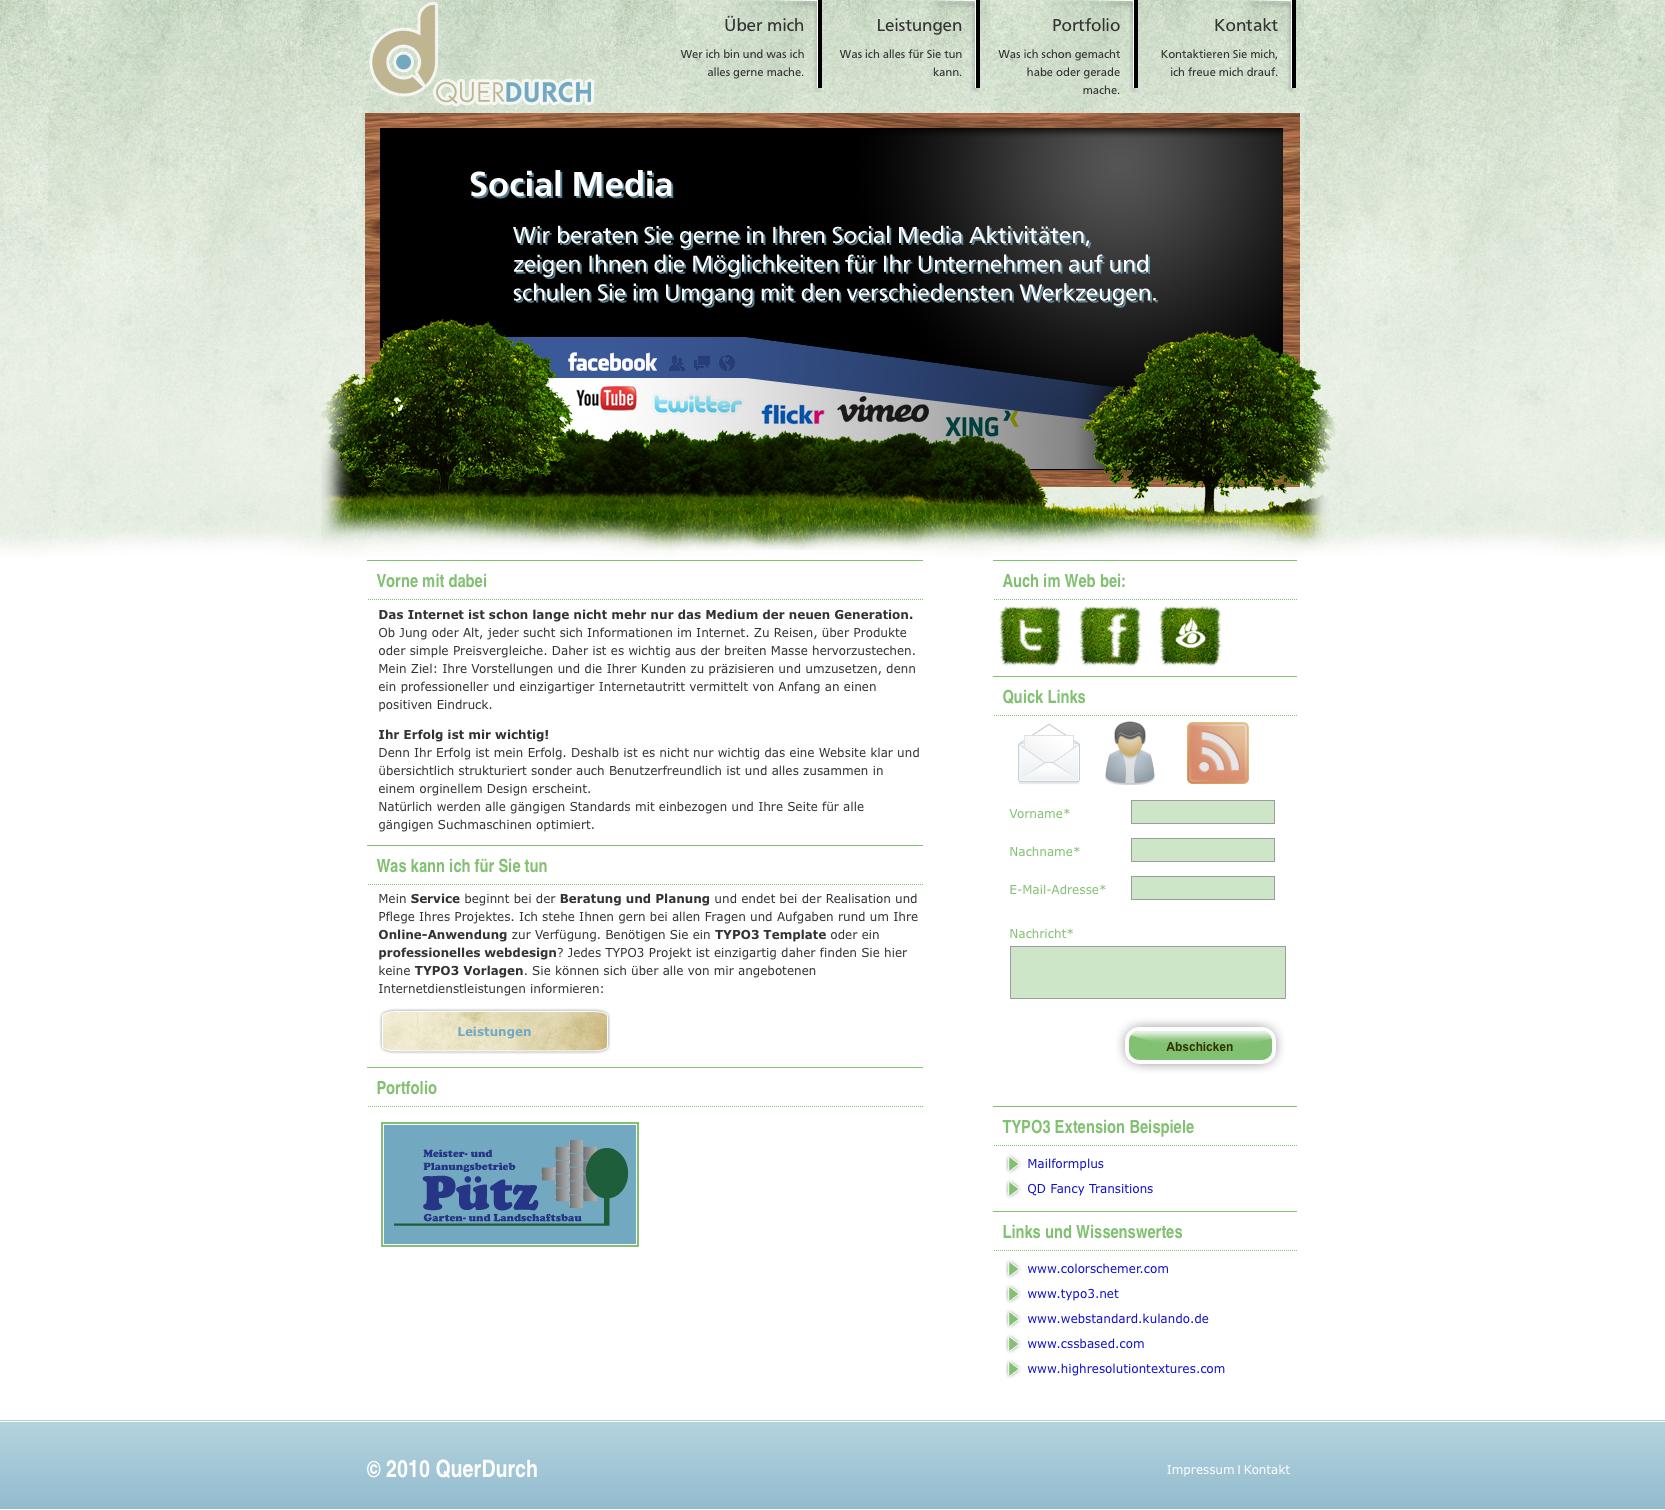 QUERDURCH
Über mich
Wer ich bin und was ich
alles gerne mache.
Leistungen
Was ich alles für Sie tun
kann.
Portfolio
Was ich schon gemacht
habe oder gerade
mache.
Kontakt
Kontaktieren Sie mich,
ich freue mich drauf.
Social Media
Wir beraten Sie gerne in Ihren Social Media Aktivitäten,
zeigen Ihnen die Möglichkeiten für Ihr Unternehmen auf und
schulen Sie im Umgang mit den verschiedensten Werkzeugen.
facebook
YouTube
twitter
flickr
vimeo
XING
Vorne mit dabei
Das Internet ist schon lange nicht mehr nur das Medium der neuen Generation.
Ob Jung oder Alt, jeder sucht sich Informationen im Internet. Zu Reisen, über Produkte
oder simple Preisvergleiche. Daher ist es wichtig aus der breiten Masse hervorzustechen.
Mein Ziel: Ihre Vorstellungen und die Ihrer Kunden zu präzisieren und umzusetzen, denn
ein professioneller und einzigartiger Internetautritt vermittelt von Anfang an einen
positiven Eindruck.
Ihr Erfolg ist mir wichtig!
Denn Ihr Erfolg ist mein Erfolg. Deshalb ist es nicht nur wichtig das eine Website klar und
übersichtlich strukturiert sonder auch Benutzerfreundlich ist und alles zusammen in
einem orginellem Design erscheint.
Natürlich werden alle gängigen Standards mit einbezogen und Ihre Seite für alle
gängigen Suchmaschinen optimiert.
Was kann ich für Sie tun
Mein Service beginnt bei der Beratung und Planung und endet bei der Realisation und
Pflege Ihres Projektes. Ich stehe Ihnen gern bei allen Fragen und Aufgaben rund um Ihre
Online-Anwendung zur Verfügung. Benötigen Sie ein TYPO3 Template oder ein
professionelles webdesign? Jedes TYPO3 Projekt ist einzigartig daher finden Sie hier
keine TYPO3 Vorlagen. Sie können sich über alle von mir angebotenen
Internetdienstleistungen informieren:
Leistungen
Portfolio
Meister- und
Planungsbetrieb
Pütz
Garten- und Landschaftsbau
Auch im Web bei:
Quick Links
Vorname*
Nachname*
E-Mail-Adresse*
Nachricht*
Abschicken
TYPO3 Extension Beispiele
Mailformplus
QD Fancy Transitions
Links und Wissenswertes
www.colorschemer.com
www.typo3.net
www.webstandard.kulando.de
www.cssbased.com
www.highresolutiontextures.com
© 2010 QuerDurch
Impressum | Kontakt